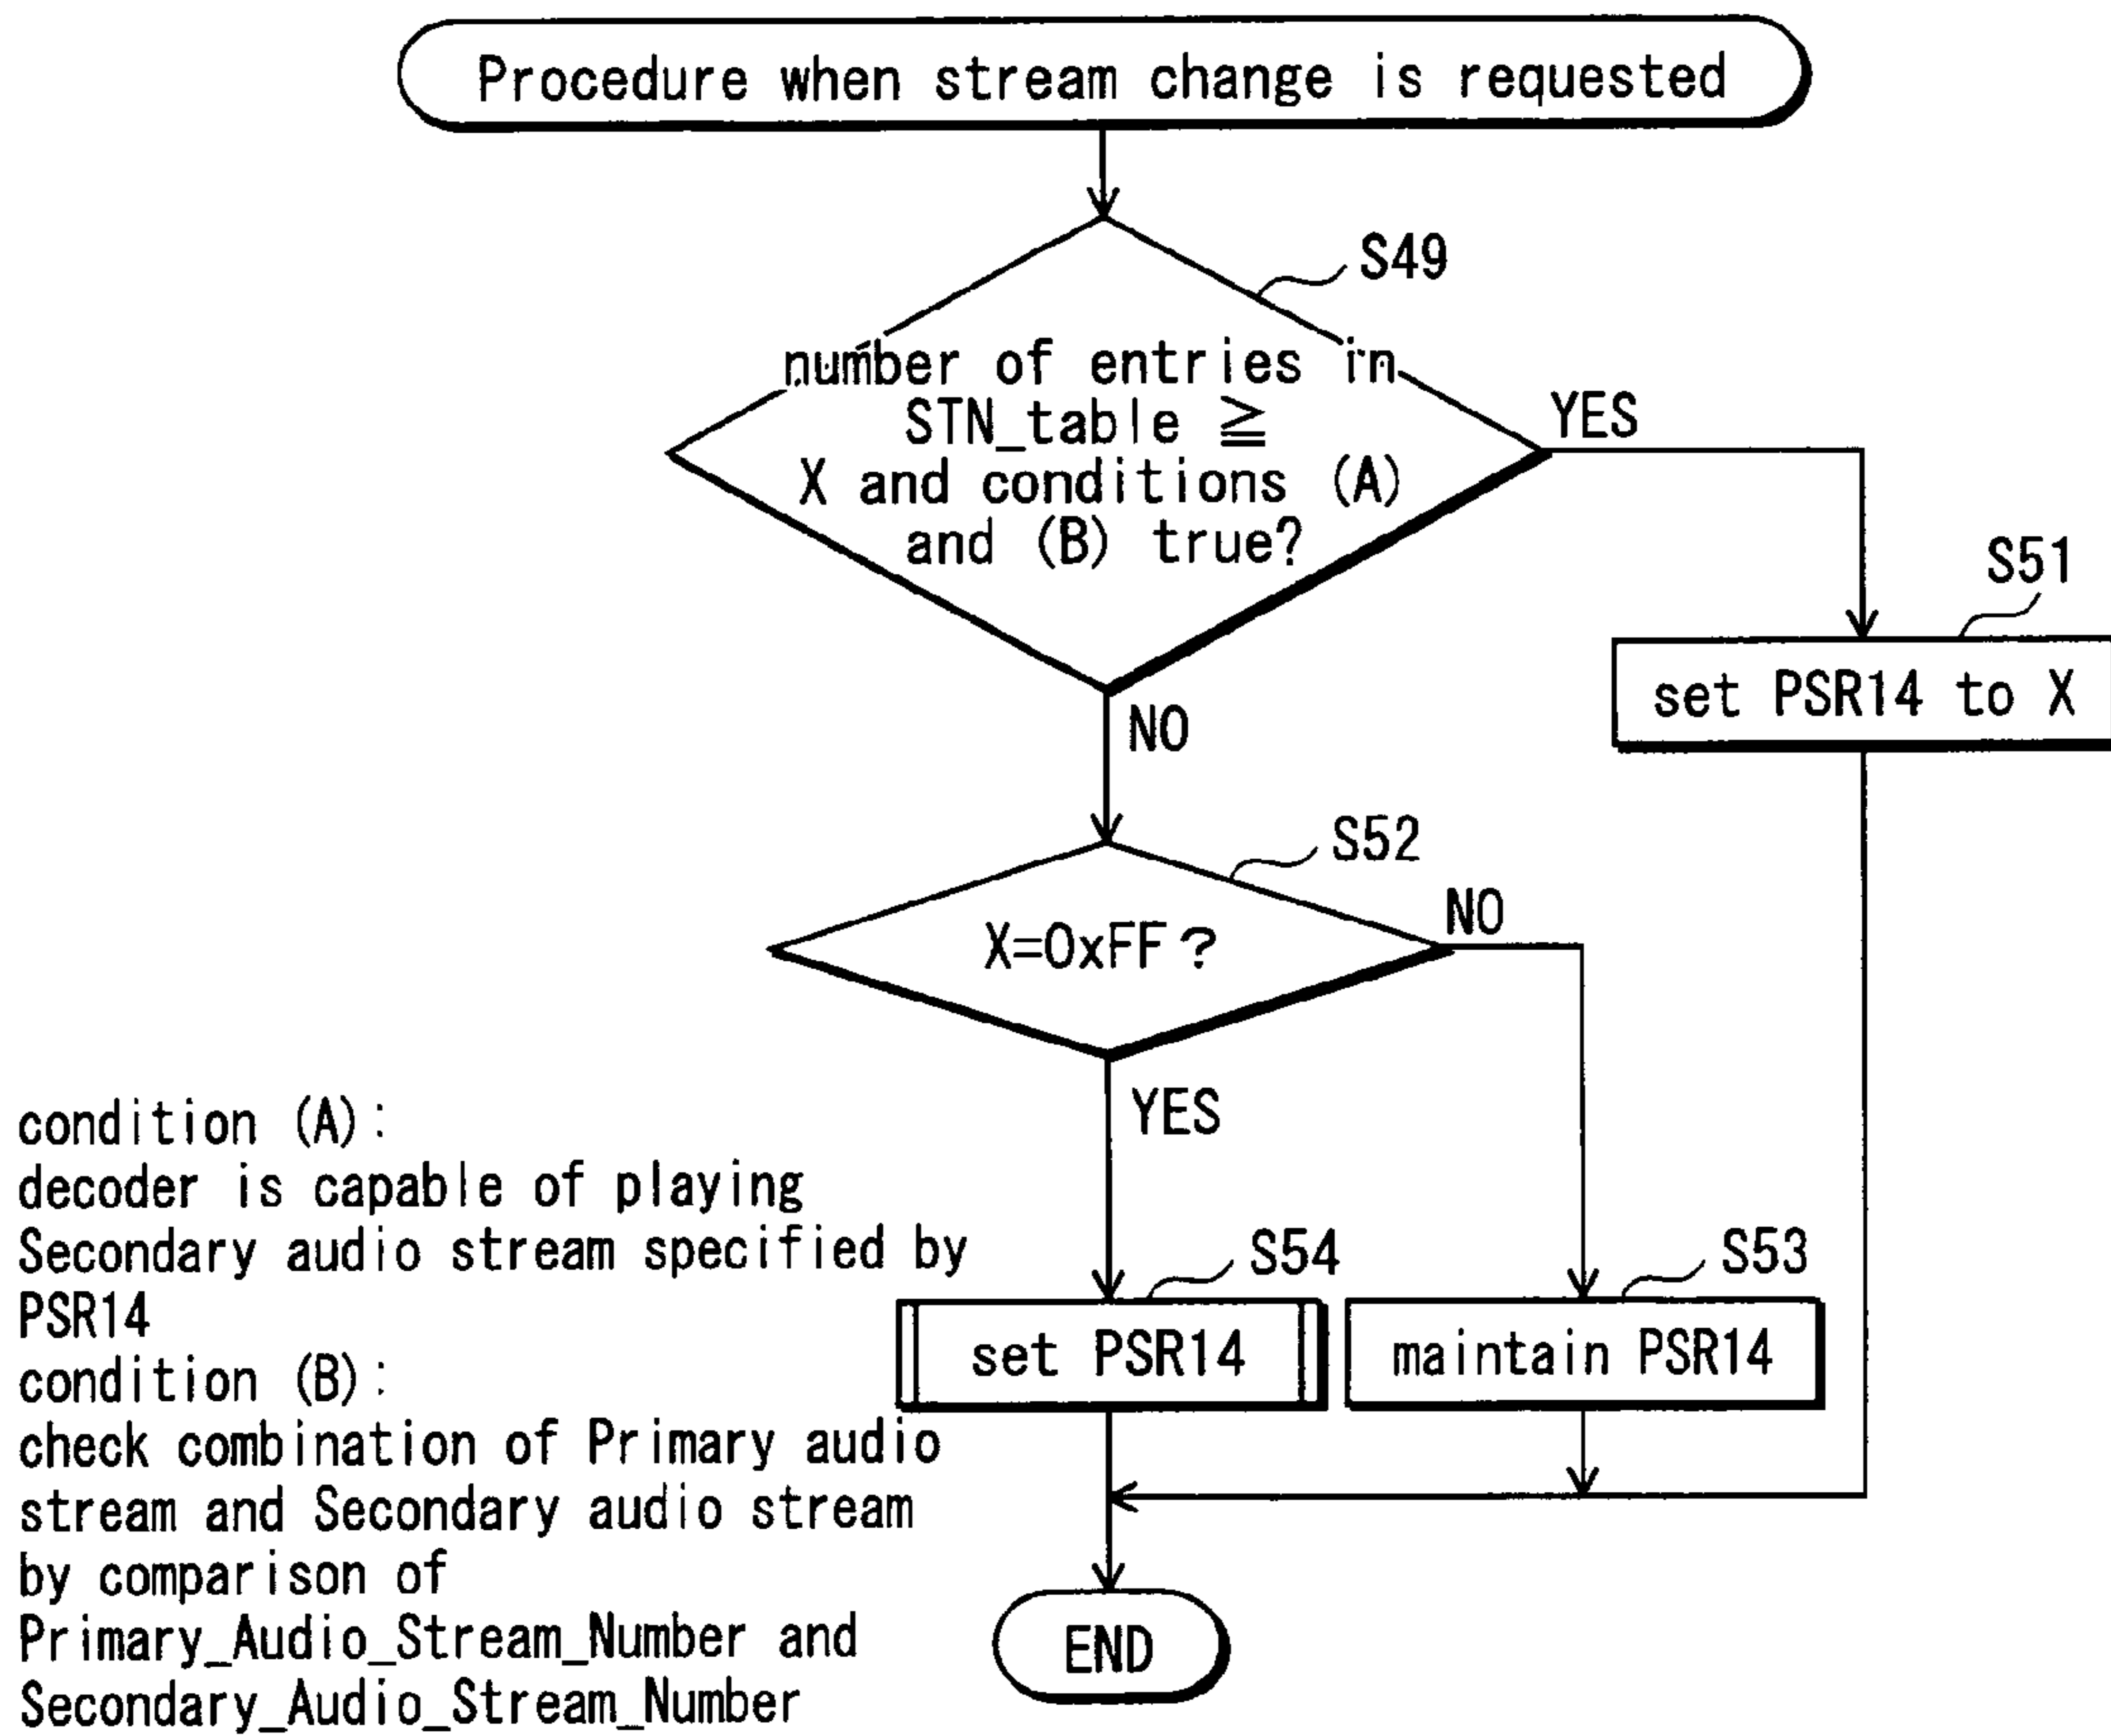 Procedure when stream change is requested
S49
number of entries in
STN_table ≧
X and conditions (A)
and (B) true?
YES
S51
set PSR14 to X
NO
S52
X=0xFF?
NO
YES
S54
set PSR14
S53
maintain PSR14
END
condition (A):
decoder is capable of playing
Secondary audio stream specified by
PSR14
condition (B):
check combination of Primary audio
stream and Secondary audio stream
by comparison of
Primary_Audio_Stream_Number and
Secondary_Audio_Stream_Number